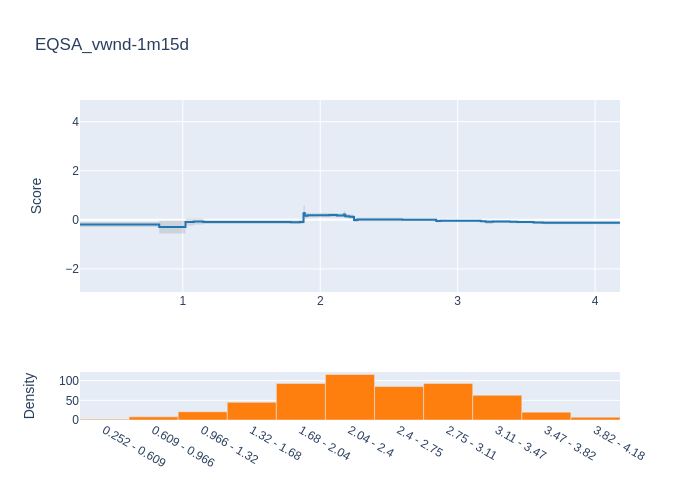 EQSA_vwnd-1m15d
Score
4
2
0
−2
1
2
3
4
Density
100
50
0
0.252 - 0.609
0.609 - 0.966
0.966 - 1.32
1.32 - 1.68
1.68 - 2.04
2.04 - 2.4
2.4 - 2.75
2.75 - 3.11
3.11 - 3.47
3.47 - 3.82
3.82 - 4.18